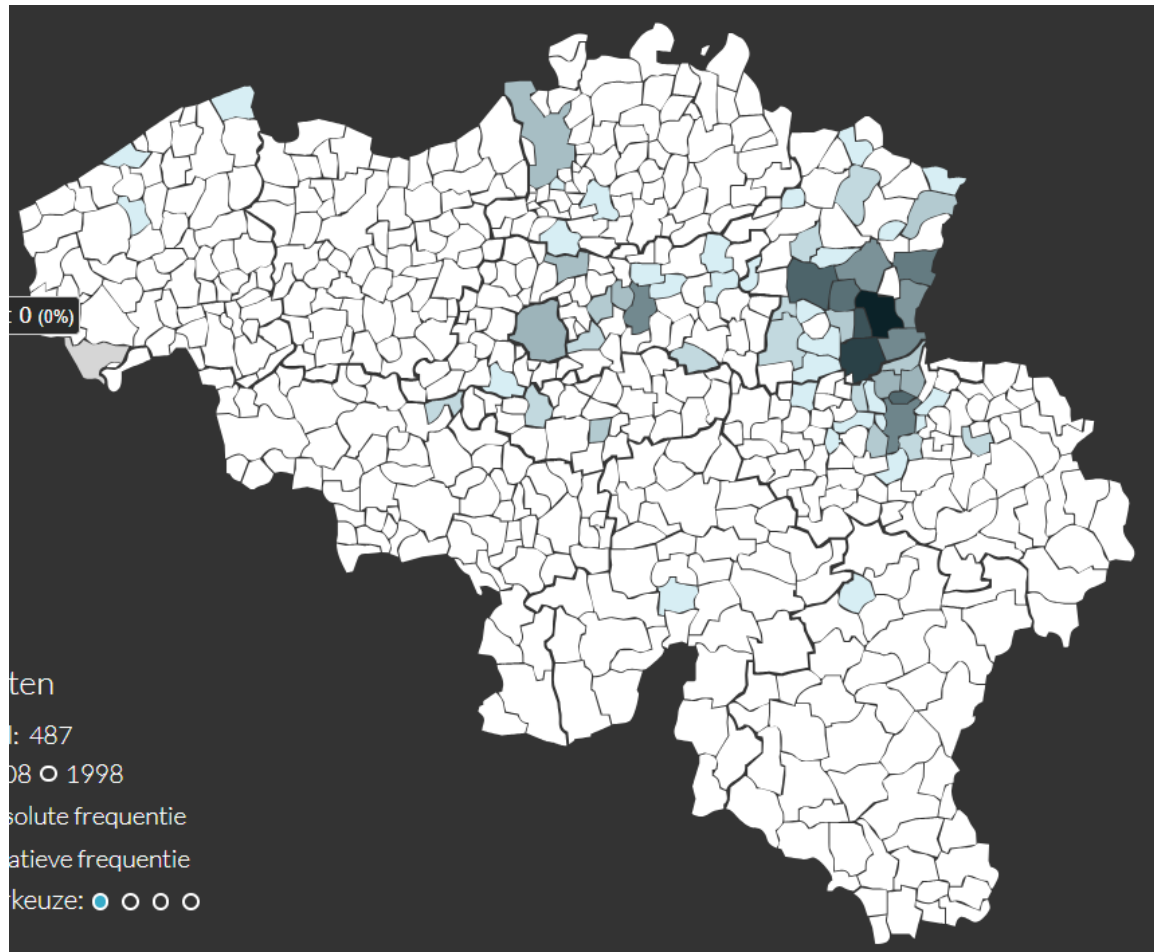 : 0 (0%)
ten
l: 487
08 1998
solute frequentie
atieve frequentie
rkeuze: